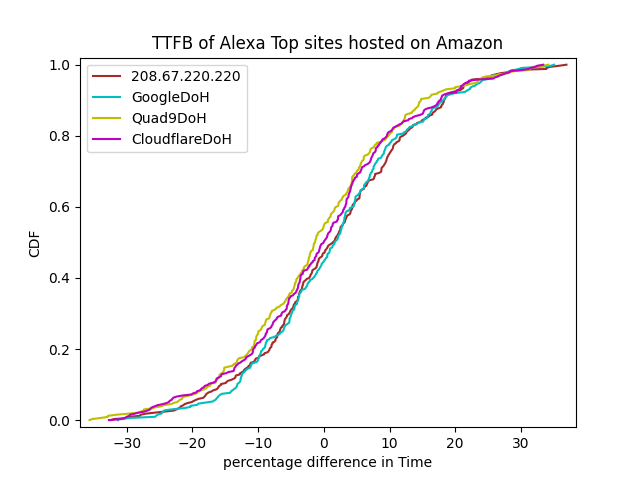 TTFB of Alexa Top sites hosted on Amazon
208.67.220.220
GoogleDoH
Quad9DoH
CloudflareDoH
1.0
0.8
0.6
0.4
0.2
0.0
CDF
−30 −20 −10 0 10 20 30
percentage difference in Time